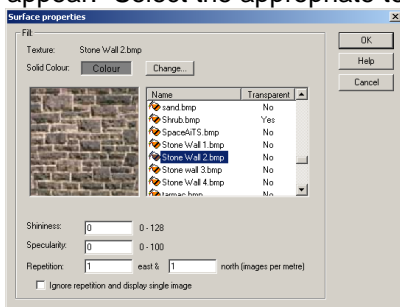 appear. Select the appropriate te
Surface properties
Fill:
Texture: Stone Wall 2.bmp
Solid Colour: Colour Change...
OK
Help
Cancel
Name Transparent
sand.bmp No
Shrub.bmp Yes
SpaceAiTS.bmp No
Stone Wall 1.bmp No
Stone Wall 2.bmp No
Stone wall 3.bmp No
Stone Wall 4.bmp No
tarmac.bmp No
Shininess: 0 0 - 128
Specularity: 0 0 - 100
Repetition: 1 east & 1 north (images per metre)
Ignore repetition and display single image